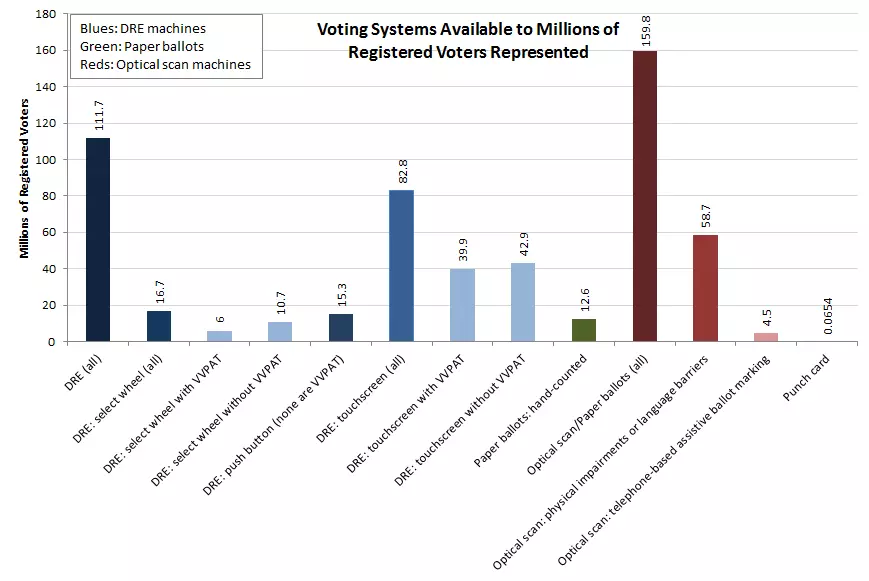 Voting Systems Available to Millions of
Registered Voters Represented
Blues: DRE machines
Green: Paper ballots
Reds: Optical scan machines
Millions of Registered Voters
180
160
140
120
100
80
60
40
20
0
111.7
16.7
6
10.7
15.3
82.8
39.9
42.9
12.6
159.8
58.7
4.5
0.0654
DRE (all)
DRE: select wheel (all)
DRE: select wheel with VVPAT
DRE: select wheel without VVPAT
DRE: push button (none are VVPAT)
DRE: touchscreen (all)
DRE: touchscreen with VVPAT
DRE: touchscreen without VVPAT
Paper ballots: hand-counted
Optical scan/Paper ballots (all)
Optical scan: physical impairments or language barriers
Optical scan: telephone-based assistive ballot marking
Punch card